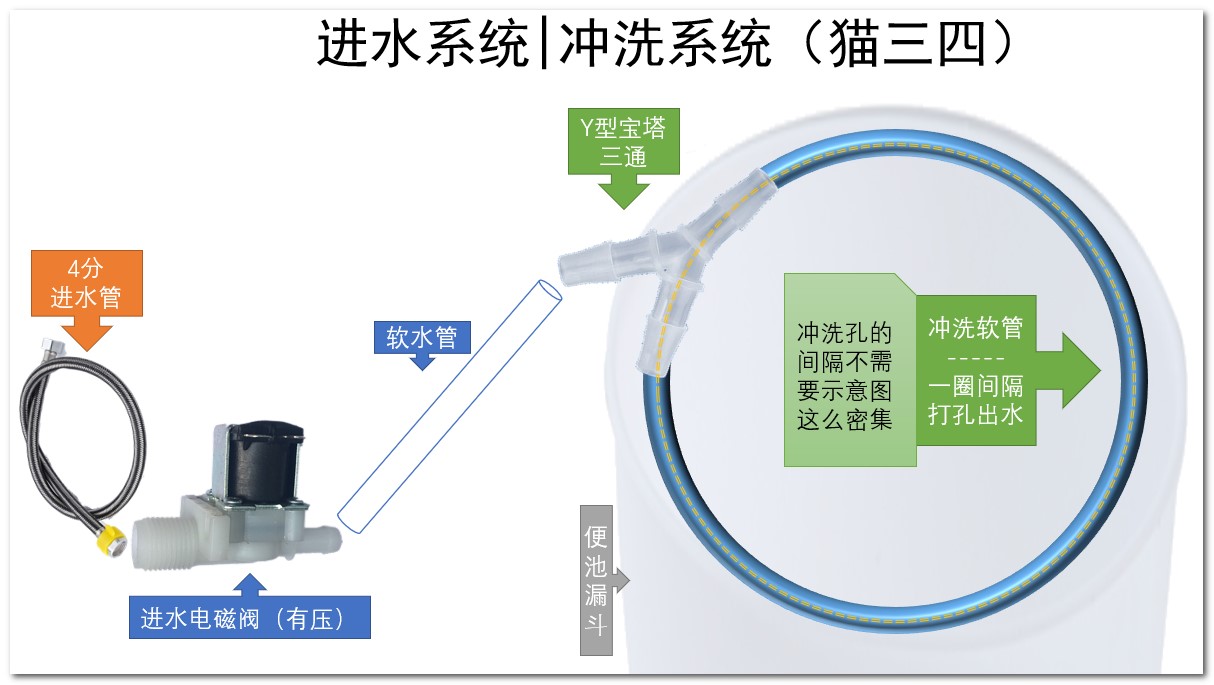 进水系统|冲洗系统（猫三四）
Y型宝塔
三通
4分
进水管
软水管
冲洗孔的
间隔不需
要示意图
这么密集
冲洗软管
-----
一圈间隔
打孔出水
便
池
漏
斗
进水电磁阀（有压）